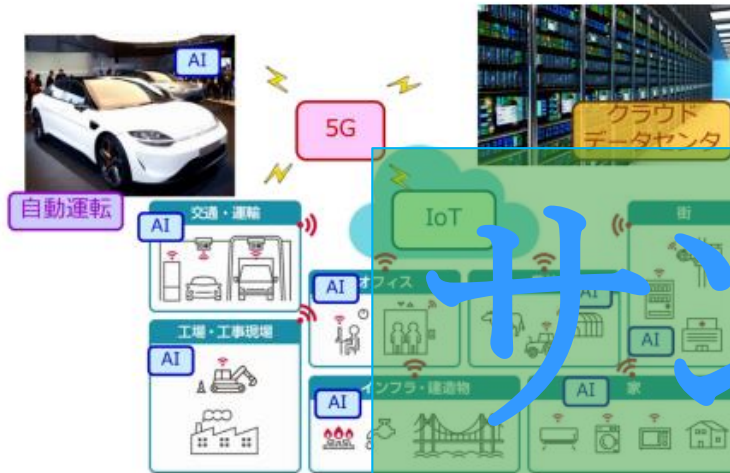 AI
5G
クラウド
データセンタ
自動運転
交通・運輸
AI
IoT
街
AI
オフィス
AI
サ
工場・工事現場
AI
AI
インフラ・建造物
AI
AI
家